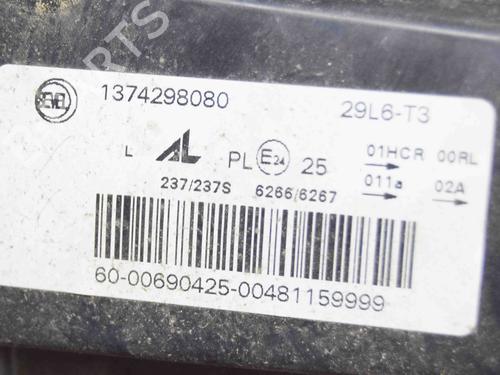 SEVEL 1374298080 29L6-T3
L AL PL E24 25 01HCR 00RL
011a 02A
237/237S 6266/6267
60-00690425-00481159999
PARTS